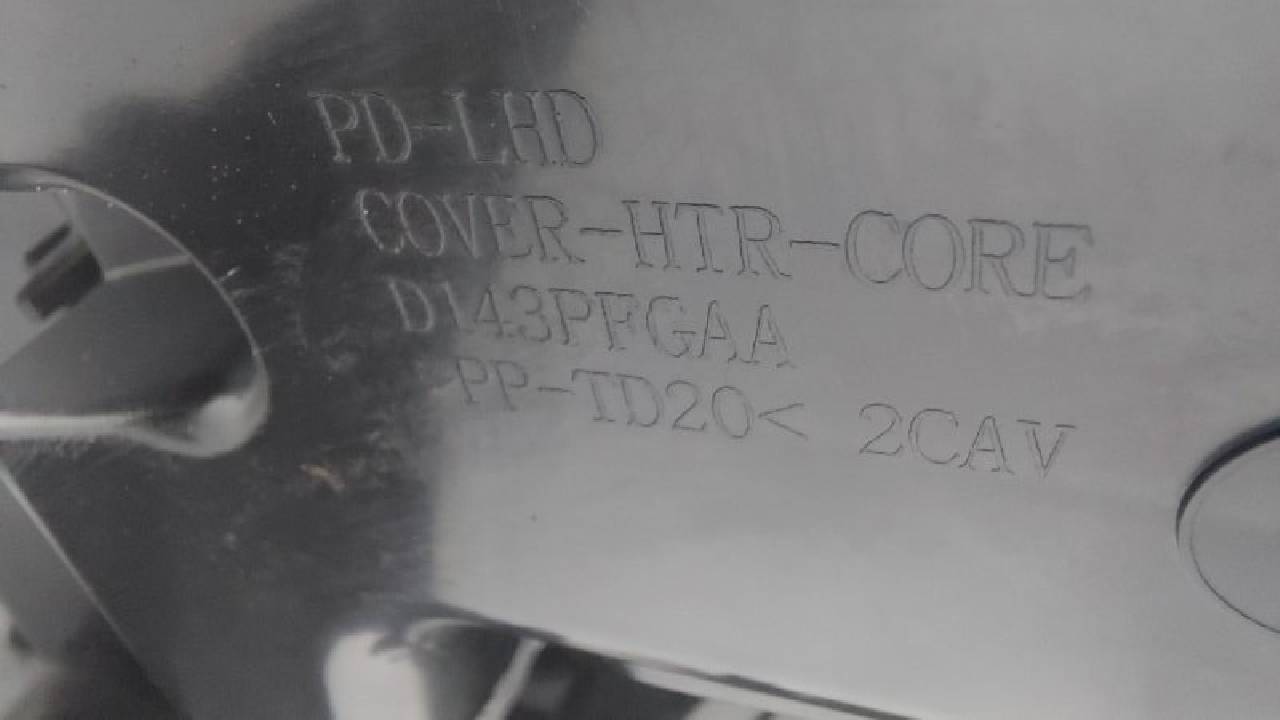 PD-LHD
COVER-HTR-CORE
D143PFGAA
>PP-TD20< 2CAV